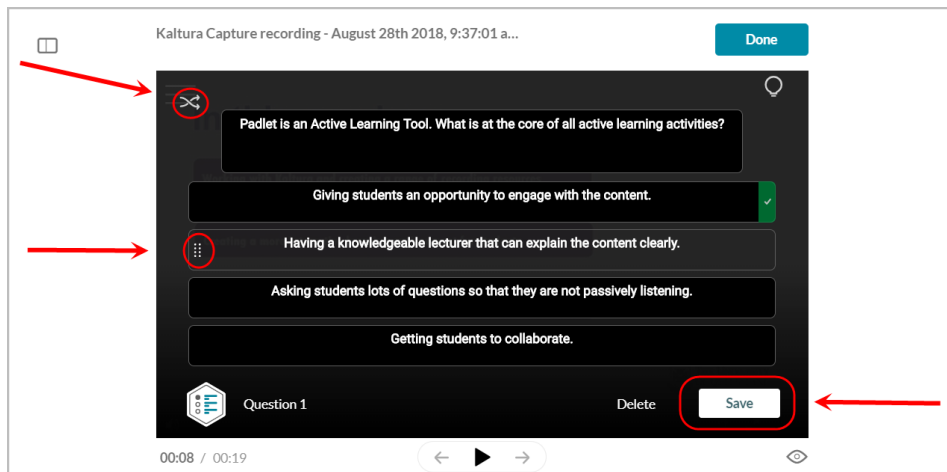 Kaltura Capture recording - August 28th 2018, 9:37:01 a...
Done
Padlet is an Active Learning Tool. What is at the core of all active learning activities?
Giving students an opportunity to engage with the content.
Having a knowledgeable lecturer that can explain the content clearly.
Asking students lots of questions so that they are not passively listening.
Getting students to collaborate.
Question 1
Delete
Save
00:08 / 00:19